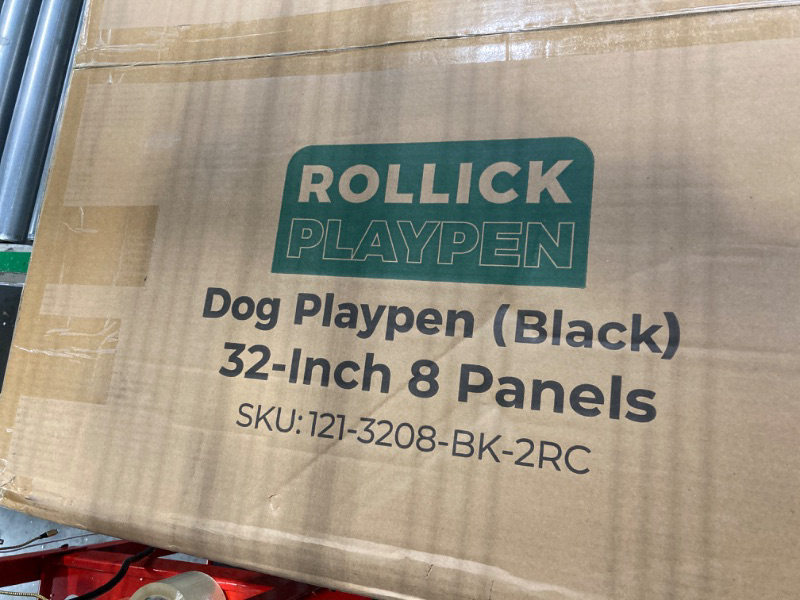 ROLLICK
PLAYPEN
Dog Playpen (Black)
32-Inch 8 Panels
SKU: 121-3208-BK-2RC